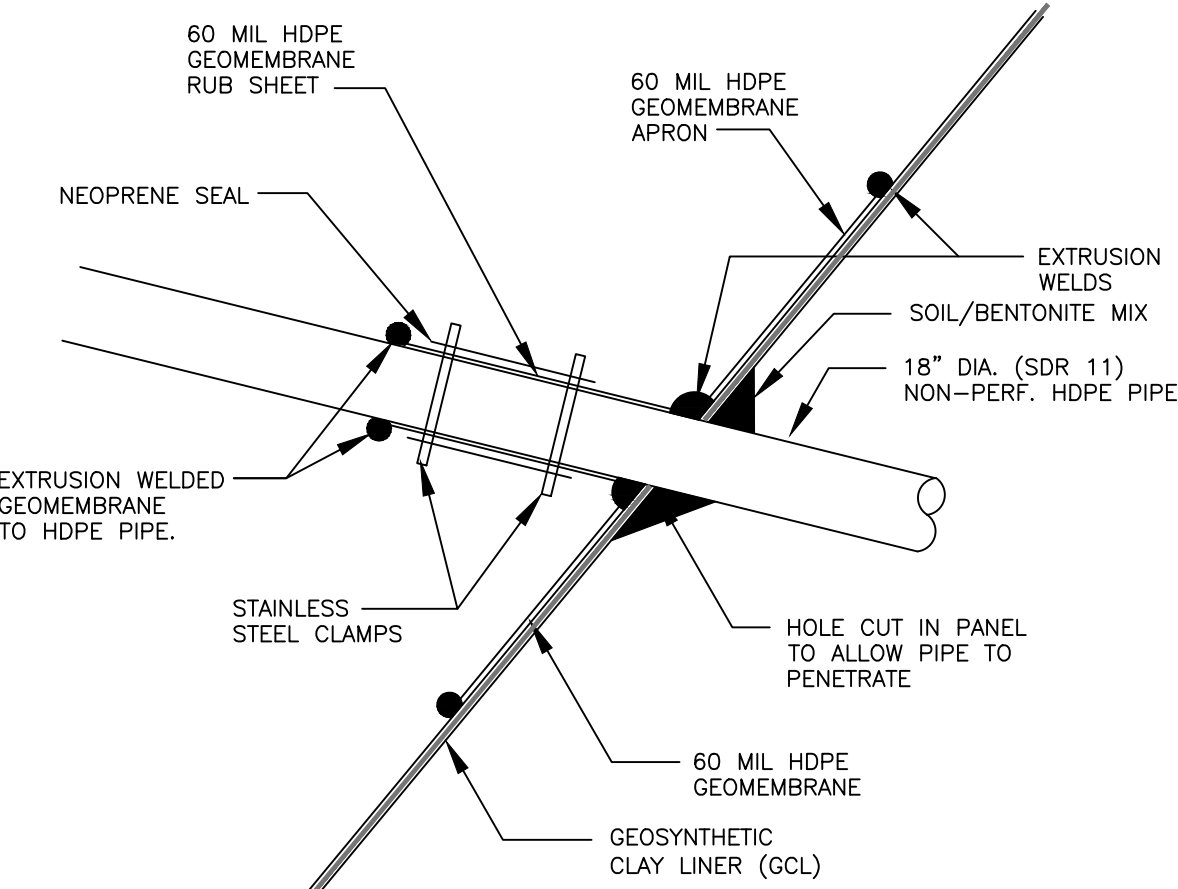 60 MIL HDPE
GEOMEMBRANE
RUB SHEET
60 MIL HDPE
GEOMEMBRANE
APRON
NEOPRENE SEAL
EXTRUSION
WELDS
SOIL/BENTONITE MIX
18" DIA. (SDR 11)
NON-PERF. HDPE PIPE
EXTRUSION WELDED
GEOMEMBRANE
TO HDPE PIPE.
STAINLESS
STEEL CLAMPS
HOLE CUT IN PANEL
TO ALLOW PIPE TO
PENETRATE
60 MIL HDPE
GEOMEMBRANE
GEOSYNTHETIC
CLAY LINER (GCL)